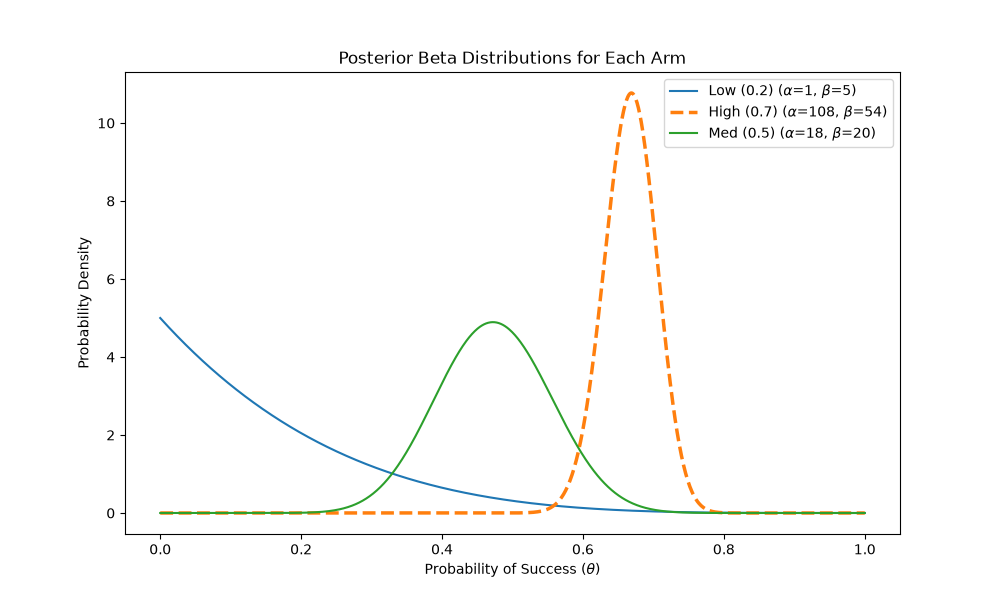 Posterior Beta Distributions for Each Arm
Low (0.2) (α=1, β=5)
High (0.7) (α=108, β=54)
Med (0.5) (α=18, β=20)
Probability Density
10
8
6
4
2
0
0.0 0.2 0.4 0.6 0.8 1.0
Probability of Success (θ)